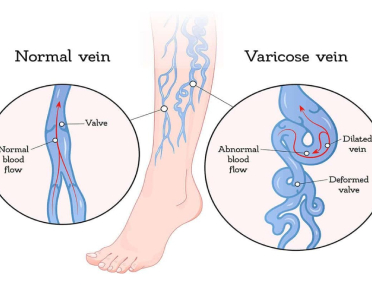 Normal vein
Varicose vein
Valve
Normal
blood
flow
Abnormal
blood
flow
Dilated
vein
Deformed
valve